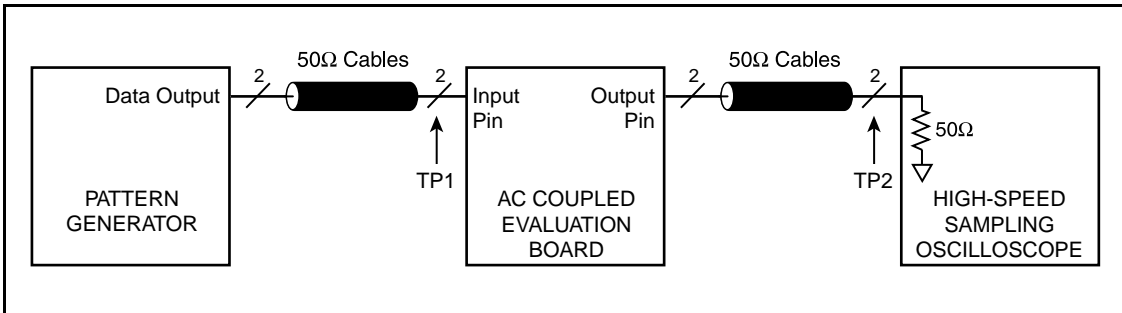 50Ω Cables
50Ω Cables
2
2
2
2
Data Output
Input
Pin
Output
Pin
50Ω
TP1
TP2
PATTERN
GENERATOR
AC COUPLED
EVALUATION
BOARD
HIGH-SPEED
SAMPLING
OSCILLOSCOPE